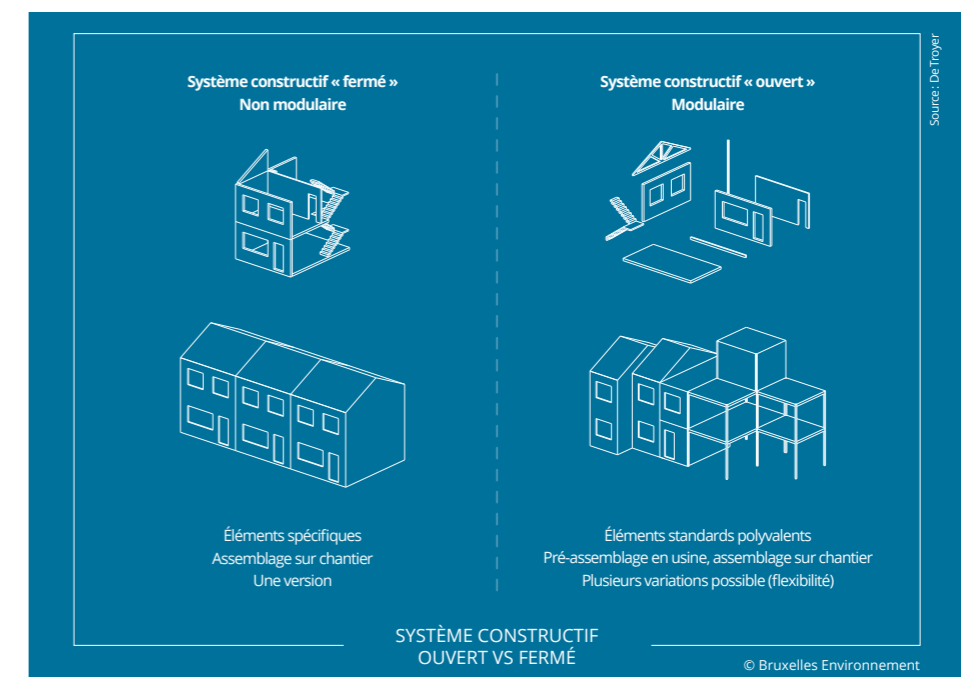 Système constructif « fermé »
Non modulaire
Système constructif « ouvert »
Modulaire
Source : De Troyer
Éléments spécifiques
Assemblage sur chantier
Une version
Éléments standards polyvalents
Pré-assemblage en usine, assemblage sur chantier
Plusieurs variations possible (flexibilité)
SYSTÈME CONSTRUCTIF
OUVERT VS FERMÉ
© Bruxelles Environnement